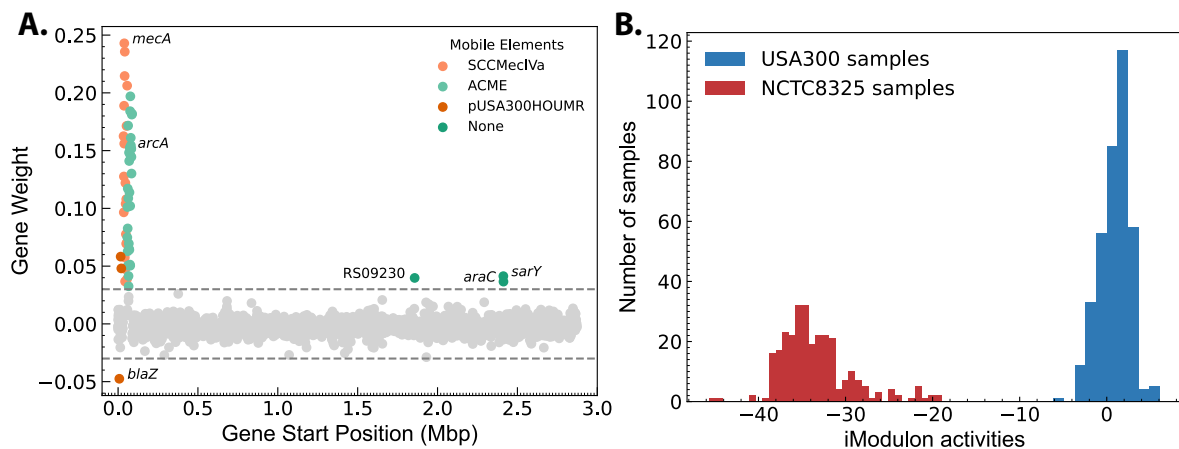 A.
mecA
arcA
Mobile Elements
SCCMecIVa
ACME
pUSA300HOUMR
None
RS09230
araC
sarY
blaZ
0.25
0.20
0.15
0.10
0.05
0.00
−0.05
Gene Weight
0.0 0.5 1.0 1.5 2.0 2.5 3.0
Gene Start Position (Mbp)
B.
USA300 samples
NCTC8325 samples
120
100
80
60
40
20
0
Number of samples
−40 −30 −20 −10 0
iModulon activities